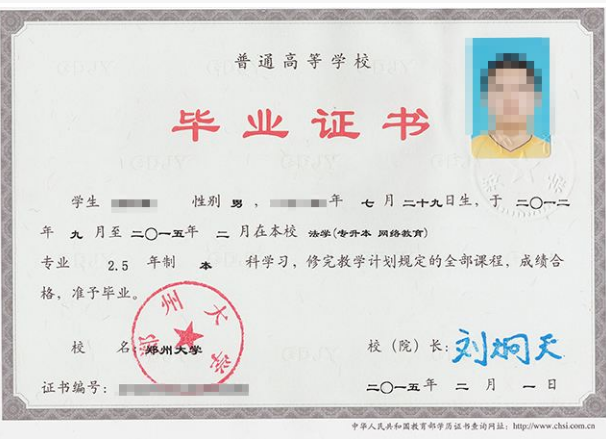 普通高等学校
毕业证书
学生 性别 男, 年 七 月 二十九日生, 于 二〇一二
年 九 月至 二〇一五年 二 月在本校 法学(专升本 网络教育)
专业 2.5 年制 本 科学习, 修完教学计划规定的全部课程, 成绩合
格, 准予毕业。
郑州大学
校 名: 郑州大学 校 (院) 长: 刘炯天
证书编号: 二〇一五年 二 月 一 日
中华人民共和国教育部学历证书查询网址: http://www.chsi.com.cn